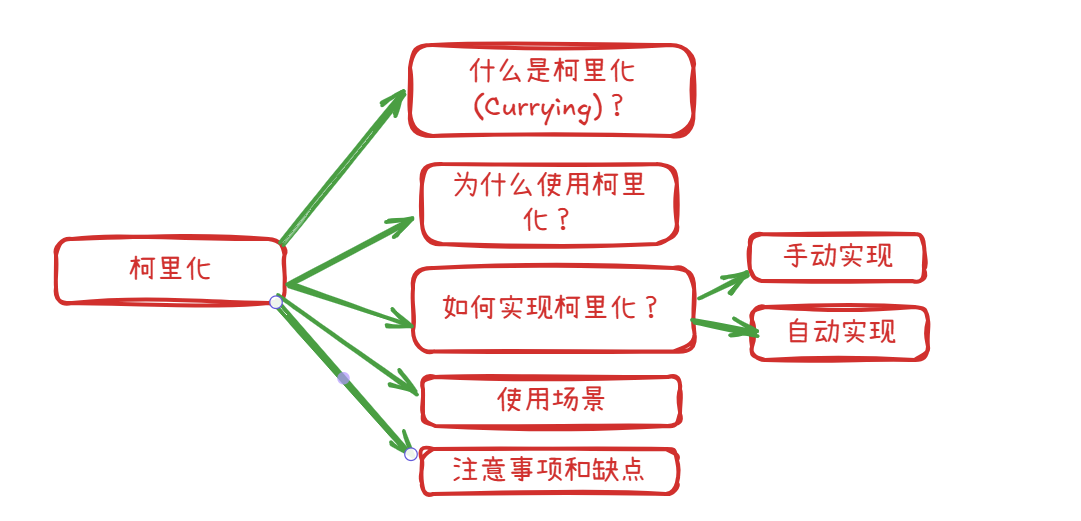 柯里化
什么是柯里化
(Currying)？
为什么使用柯里
化？
如何实现柯里化？
手动实现
自动实现
使用场景
注意事项和缺点